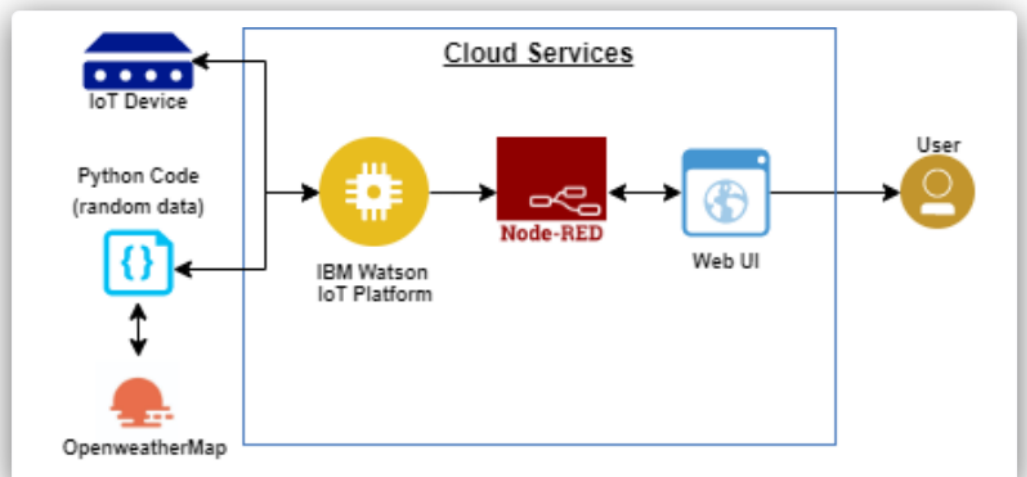 Cloud Services
IoT Device
Python Code
(random data)
IBM Watson
IoT Platform
Node-RED
Web UI
User
OpenweatherMap